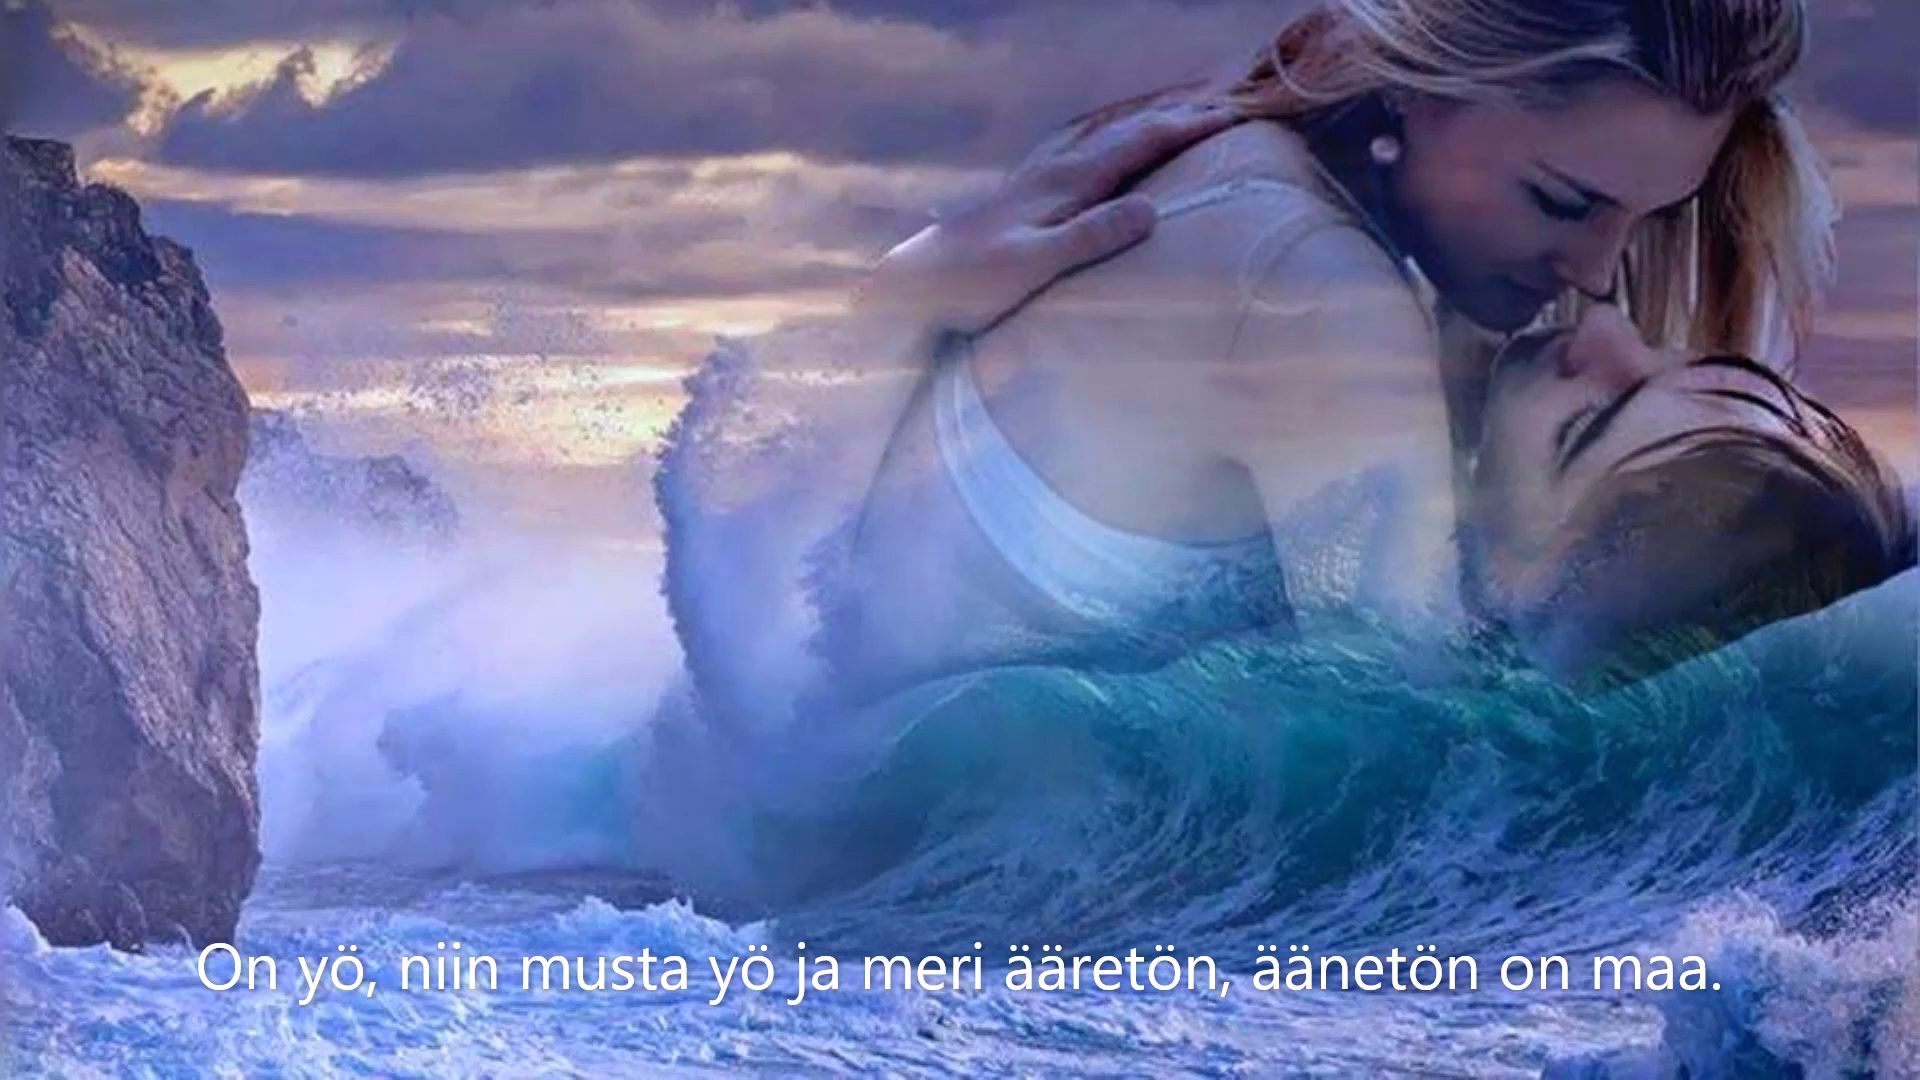 On yö, niin musta yö ja meri ääretön, äänetön on maa.